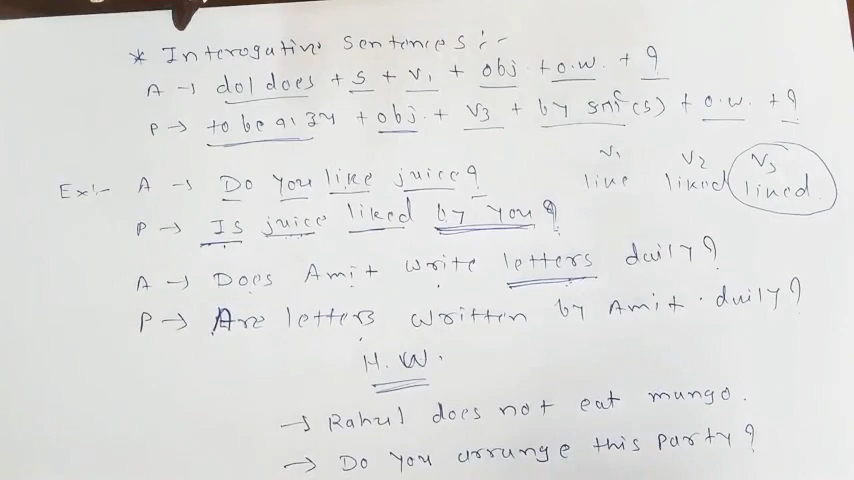 * Interogative Sentences :-
A → do/does + s + v1 + obj + o.w. + ?
P → to be + obj. + v3 + by + o.w. + ?
v1 v2 v3
Ex:- A → Do you like juice? like liked liked
P → Is juice liked by you?
A → Does Amit write letters daily?
P → Are letters written by Amit daily?
H.W.
→ Rahul does not eat mango.
→ Do you arrange this party?